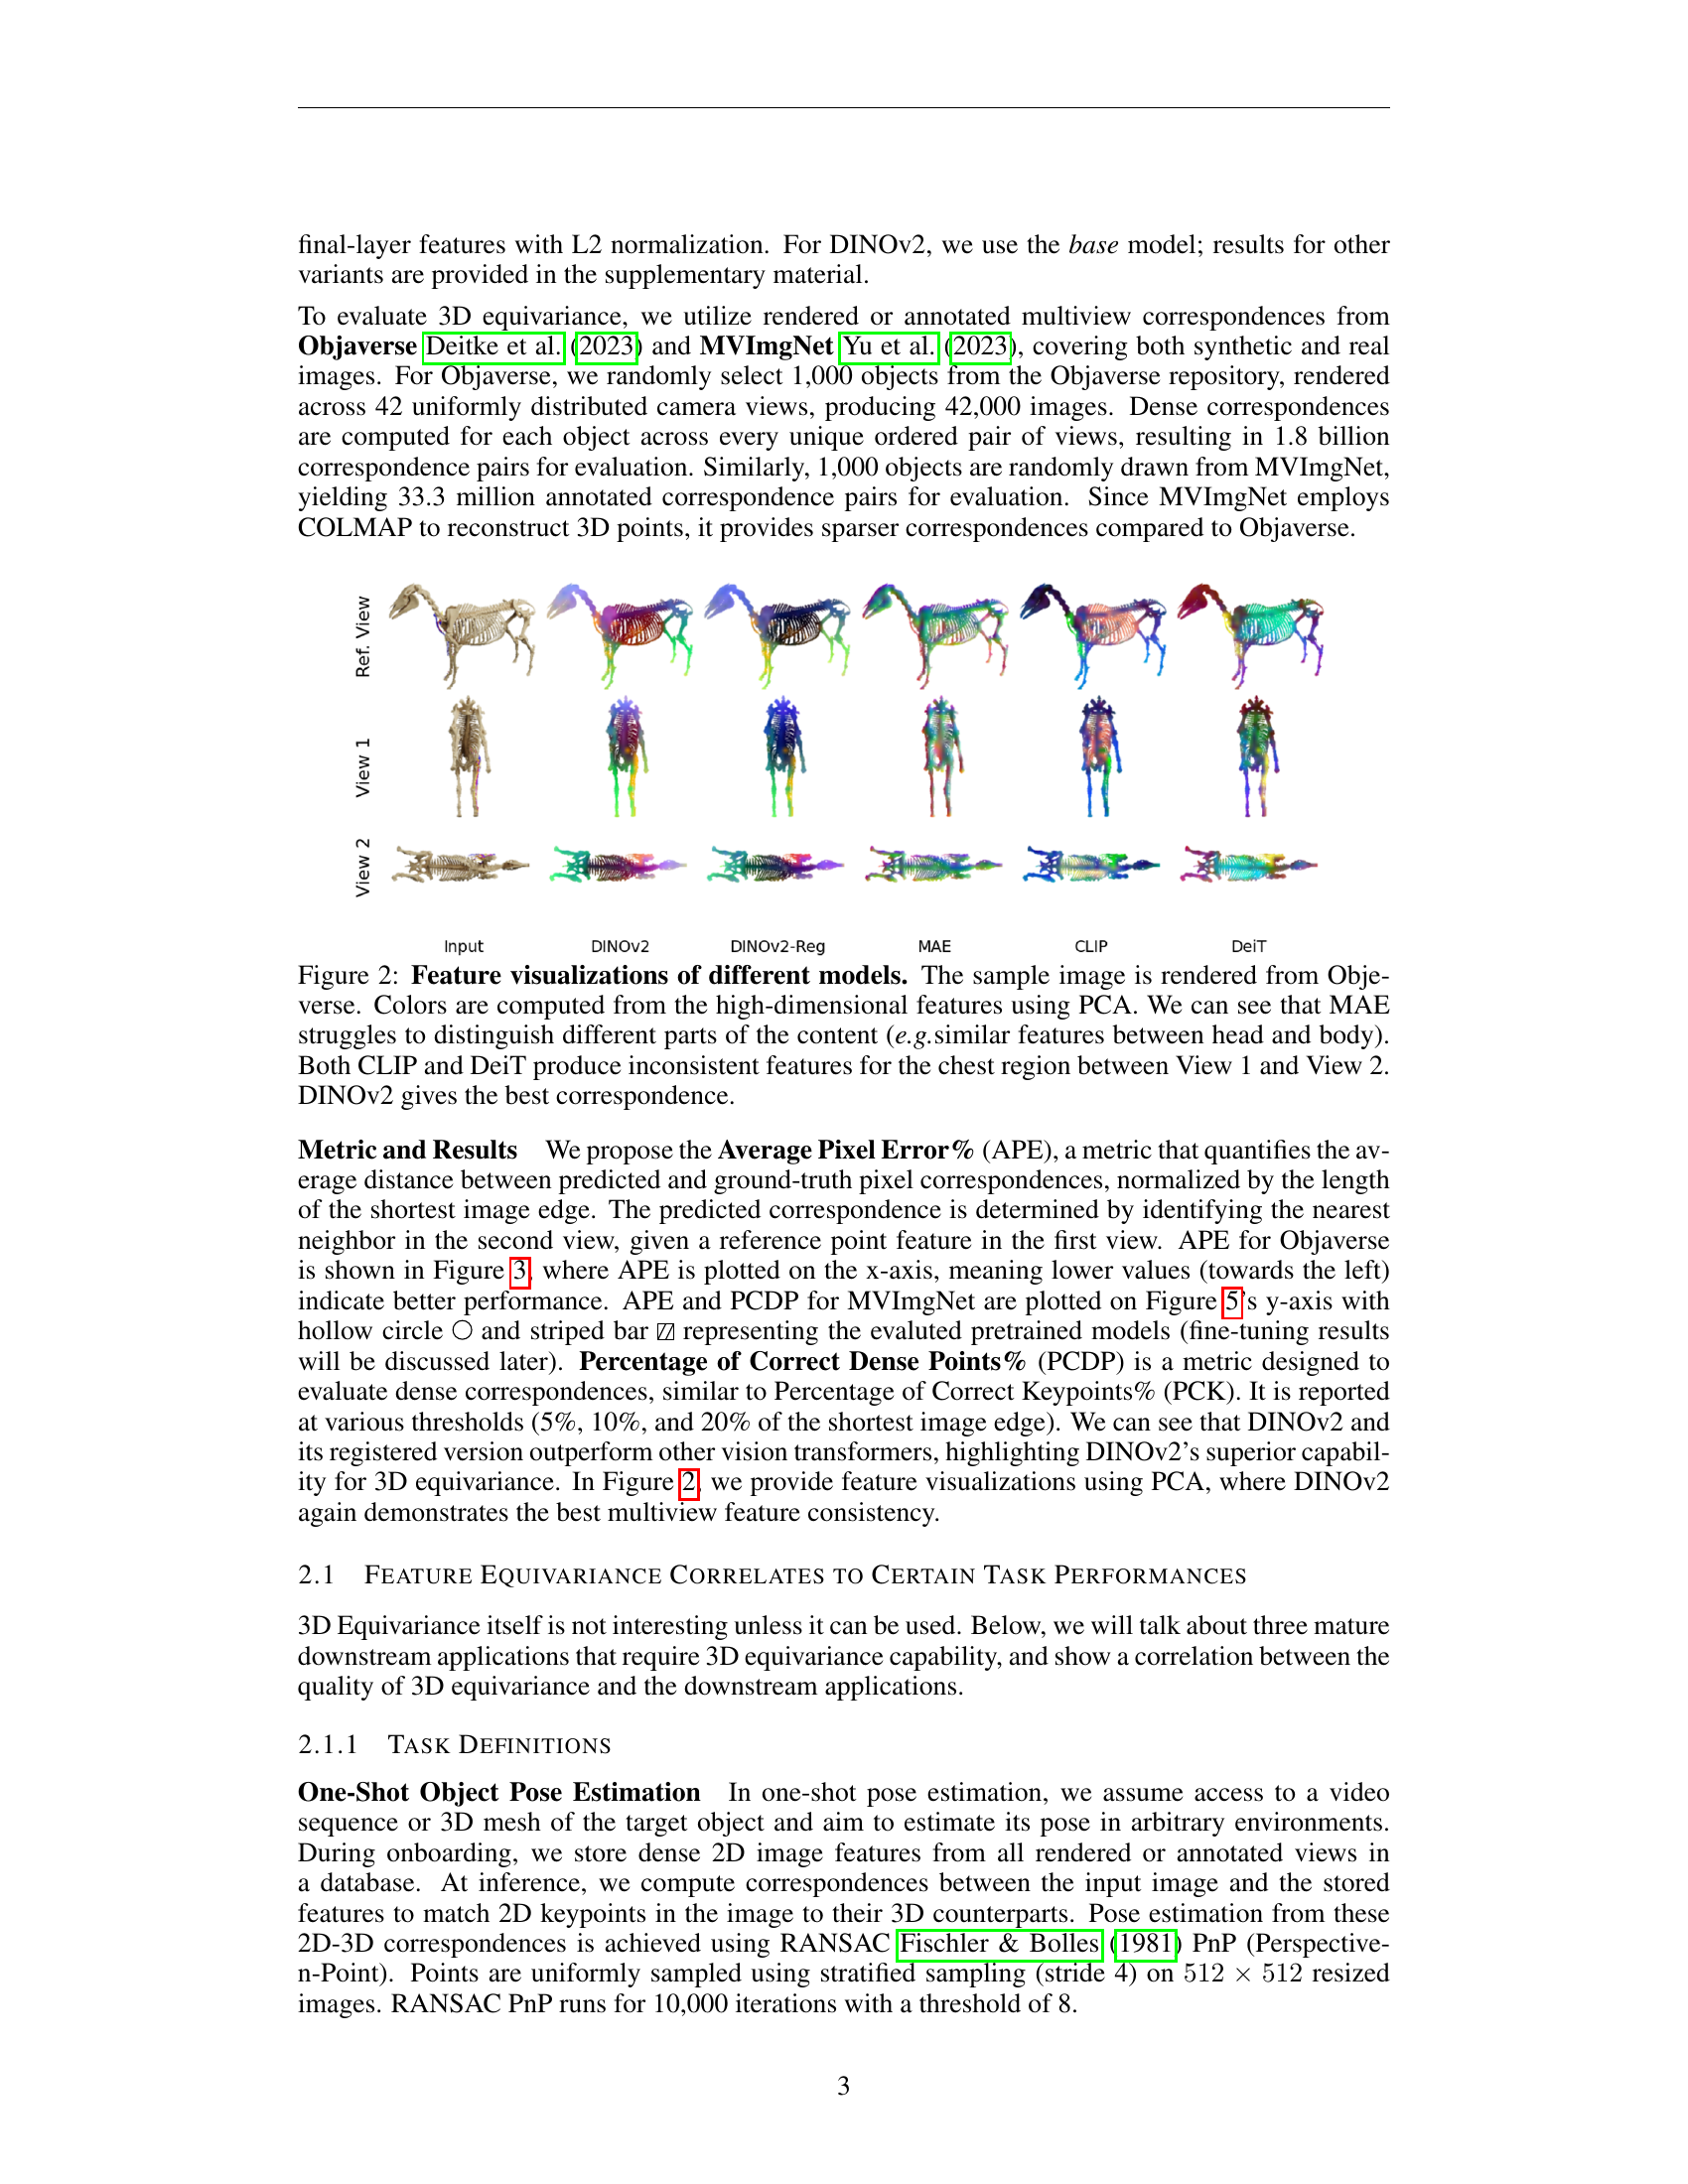 final-layer features with L2 normalization. For DINOv2, we use the base model; results for other
variants are provided in the supplementary material.
To evaluate 3D equivariance, we utilize rendered or annotated multiview correspondences from
Objaverse Deitke et al. (2023) and MVImgNet Yu et al. (2023), covering both synthetic and real
images. For Objaverse, we randomly select 1,000 objects from the Objaverse repository, rendered
across 42 uniformly distributed camera views, producing 42,000 images. Dense correspondences
are computed for each object across every unique ordered pair of views, resulting in 1.8 billion
correspondence pairs for evaluation. Similarly, 1,000 objects are randomly drawn from MVImgNet,
yielding 33.3 million annotated correspondence pairs for evaluation. Since MVImgNet employs
COLMAP to reconstruct 3D points, it provides sparser correspondences compared to Objaverse.
Ref. View
View 1
View 2
Input DINOv2 DINOv2-Reg MAE CLIP DeiT
Figure 2: Feature visualizations of different models. The sample image is rendered from Obje-
verse. Colors are computed from the high-dimensional features using PCA. We can see that MAE
struggles to distinguish different parts of the content (e.g.similar features between head and body).
Both CLIP and DeiT produce inconsistent features for the chest region between View 1 and View 2.
DINOv2 gives the best correspondence.
Metric and Results We propose the Average Pixel Error% (APE), a metric that quantifies the av-
erage distance between predicted and ground-truth pixel correspondences, normalized by the length
of the shortest image edge. The predicted correspondence is determined by identifying the nearest
neighbor in the second view, given a reference point feature in the first view. APE for Objaverse
is shown in Figure 3, where APE is plotted on the x-axis, meaning lower values (towards the left)
indicate better performance. APE and PCDP for MVImgNet are plotted on Figure 5's y-axis with
hollow circle ○ and striped bar ▨ representing the evaluted pretrained models (fine-tuning results
will be discussed later). Percentage of Correct Dense Points% (PCDP) is a metric designed to
evaluate dense correspondences, similar to Percentage of Correct Keypoints% (PCK). It is reported
at various thresholds (5%, 10%, and 20% of the shortest image edge). We can see that DINOv2 and
its registered version outperform other vision transformers, highlighting DINOv2's superior capabil-
ity for 3D equivariance. In Figure 2, we provide feature visualizations using PCA, where DINOv2
again demonstrates the best multiview feature consistency.
2.1 FEATURE EQUIVARIANCE CORRELATES TO CERTAIN TASK PERFORMANCES
3D Equivariance itself is not interesting unless it can be used. Below, we will talk about three mature
downstream applications that require 3D equivariance capability, and show a correlation between the
quality of 3D equivariance and the downstream applications.
2.1.1 TASK DEFINITIONS
One-Shot Object Pose Estimation In one-shot pose estimation, we assume access to a video
sequence or 3D mesh of the target object and aim to estimate its pose in arbitrary environments.
During onboarding, we store dense 2D image features from all rendered or annotated views in
a database. At inference, we compute correspondences between the input image and the stored
features to match 2D keypoints in the image to their 3D counterparts. Pose estimation from these
2D-3D correspondences is achieved using RANSAC Fischler & Bolles (1981) PnP (Perspective-
n-Point). Points are uniformly sampled using stratified sampling (stride 4) on 512 × 512 resized
images. RANSAC PnP runs for 10,000 iterations with a threshold of 8.
3